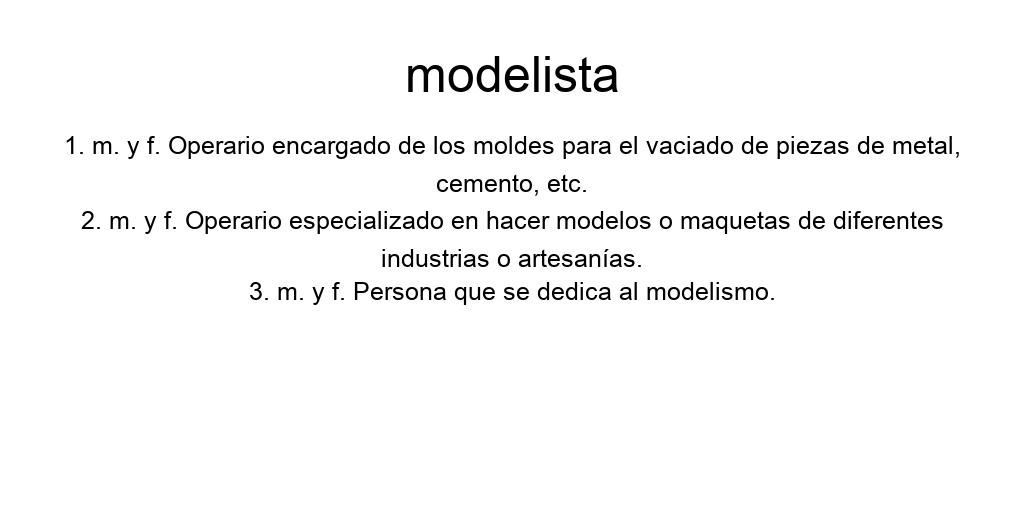 modelista
1. m. y f. Operario encargado de los moldes para el vaciado de piezas de metal,
cemento, etc.
2. m. y f. Operario especializado en hacer modelos o maquetas de diferentes
industrias o artesanías.
3. m. y f. Persona que se dedica al modelismo.